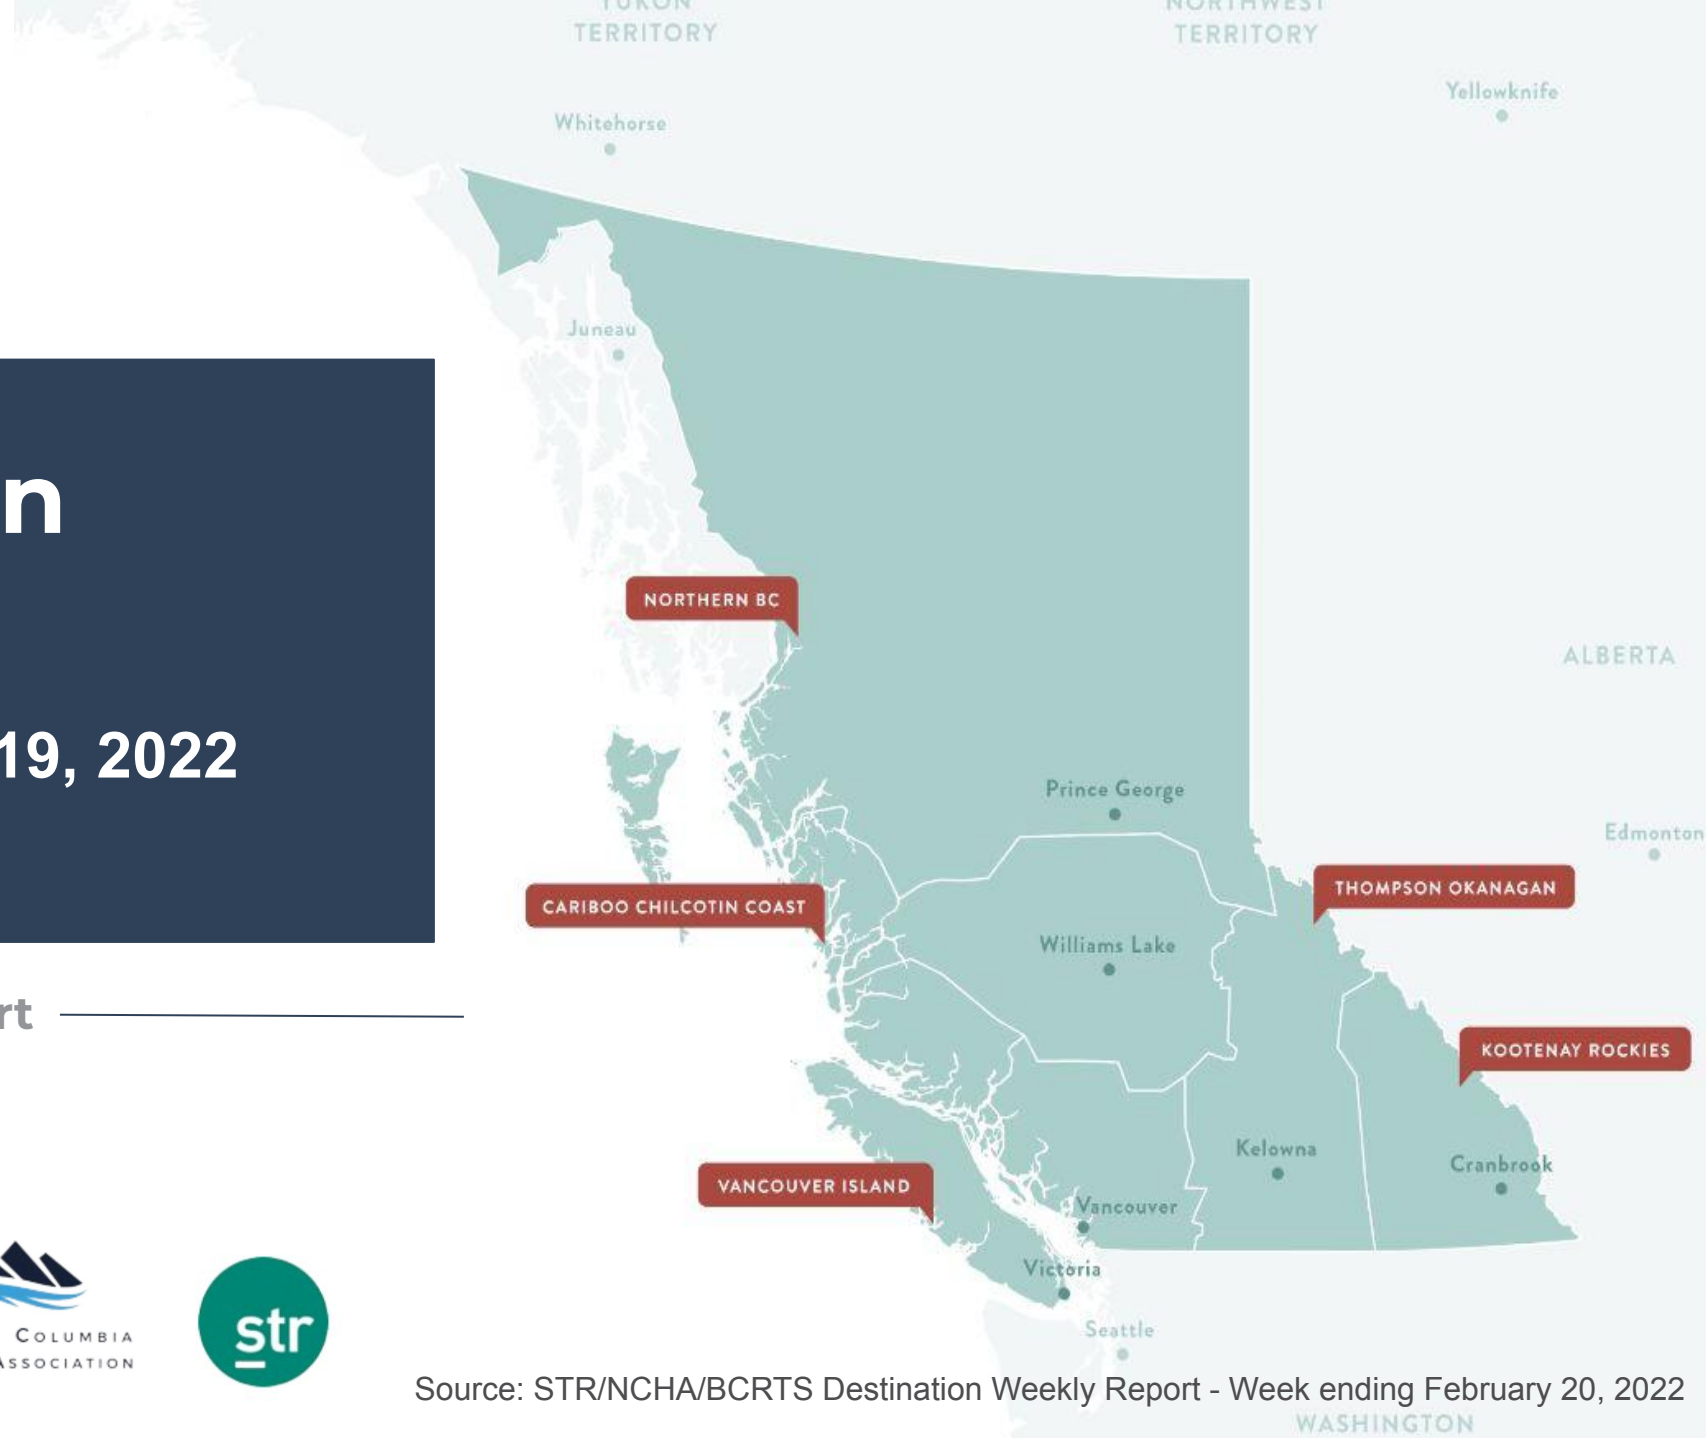 YUKON
TERRITORY
NORTHWEST
TERRITORY
Yellowknife
Whitehorse
Juneau
n
19, 2022
NORTHERN BC
ALBERTA
Prince George
Edmonton
THOMPSON OKANAGAN
CARIBOO CHILCOTIN COAST
Williams Lake
rt
KOOTENAY ROCKIES
Kelowna
Cranbrook
VANCOUVER ISLAND
Vancouver
Victoria
Seattle
COLUMBIA
ASSOCIATION
str
Source: STR/NCHA/BCRTS Destination Weekly Report - Week ending February 20, 2022
WASHINGTON